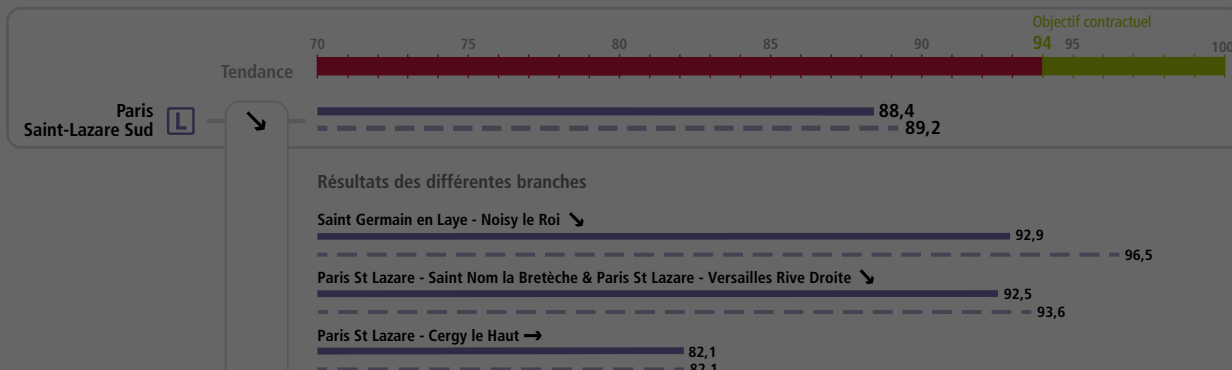 Objectif contractuel
70 75 80 85 90 94 95 100
Tendance
Paris
Saint-Lazare Sud
L
88,4
89,2
Résultats des différentes branches
Saint Germain en Laye - Noisy le Roi
92,9
96,5
Paris St Lazare - Saint Nom la Bretèche & Paris St Lazare - Versailles Rive Droite
92,5
93,6
Paris St Lazare - Cergy le Haut
82,1
82,1